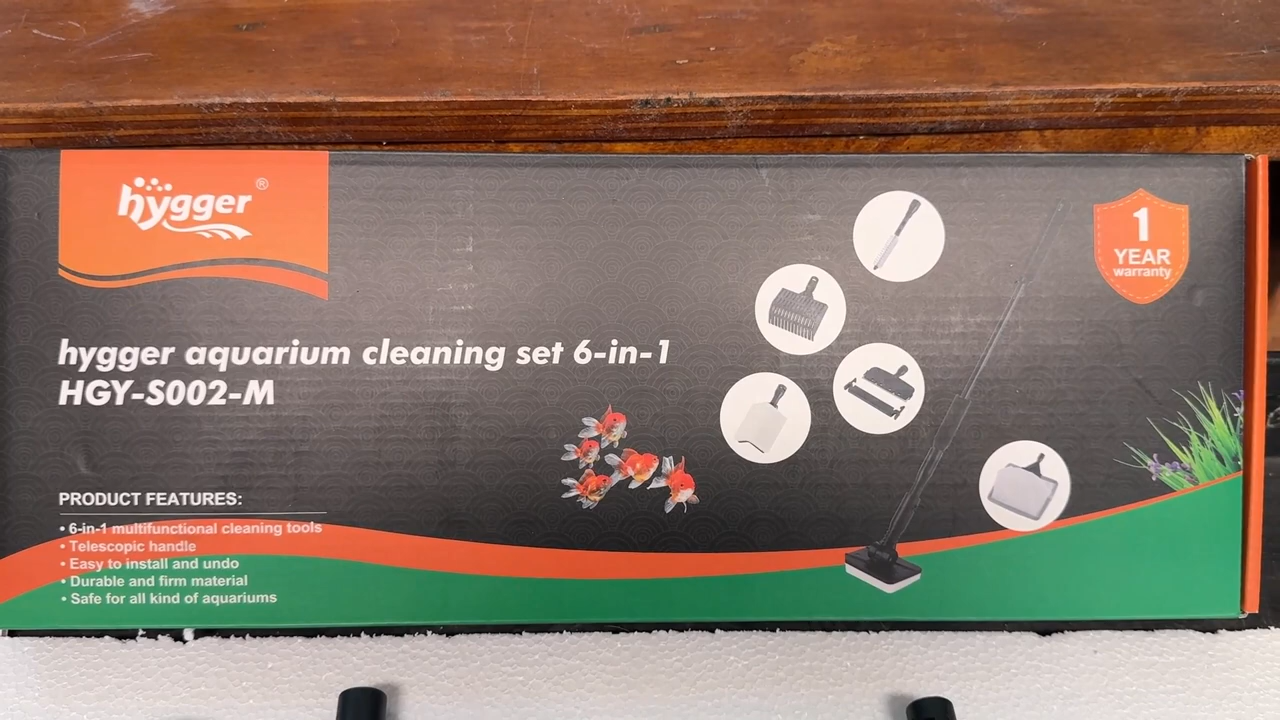 hygger®
1
YEAR
warranty
hygger aquarium cleaning set 6-in-1
HGY-S002-M
PRODUCT FEATURES:
• 6-in-1 multifunctional cleaning tools
• Telescopic handle
• Easy to install and undo
• Durable and firm material
• Safe for all kind of aquariums